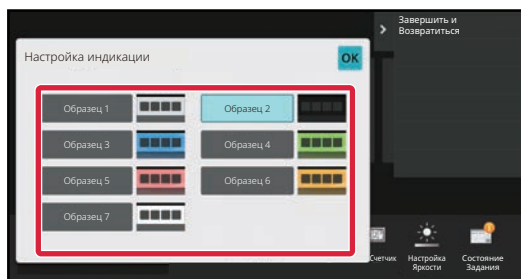 Завершить и
Возвратиться
Настройка индикации
OK
Образец 1
Образец 2
Образец 3
Образец 4
Образец 5
Образец 6
Образец 7
Счетчик
Настройка
Яркости
Состояние
Задания